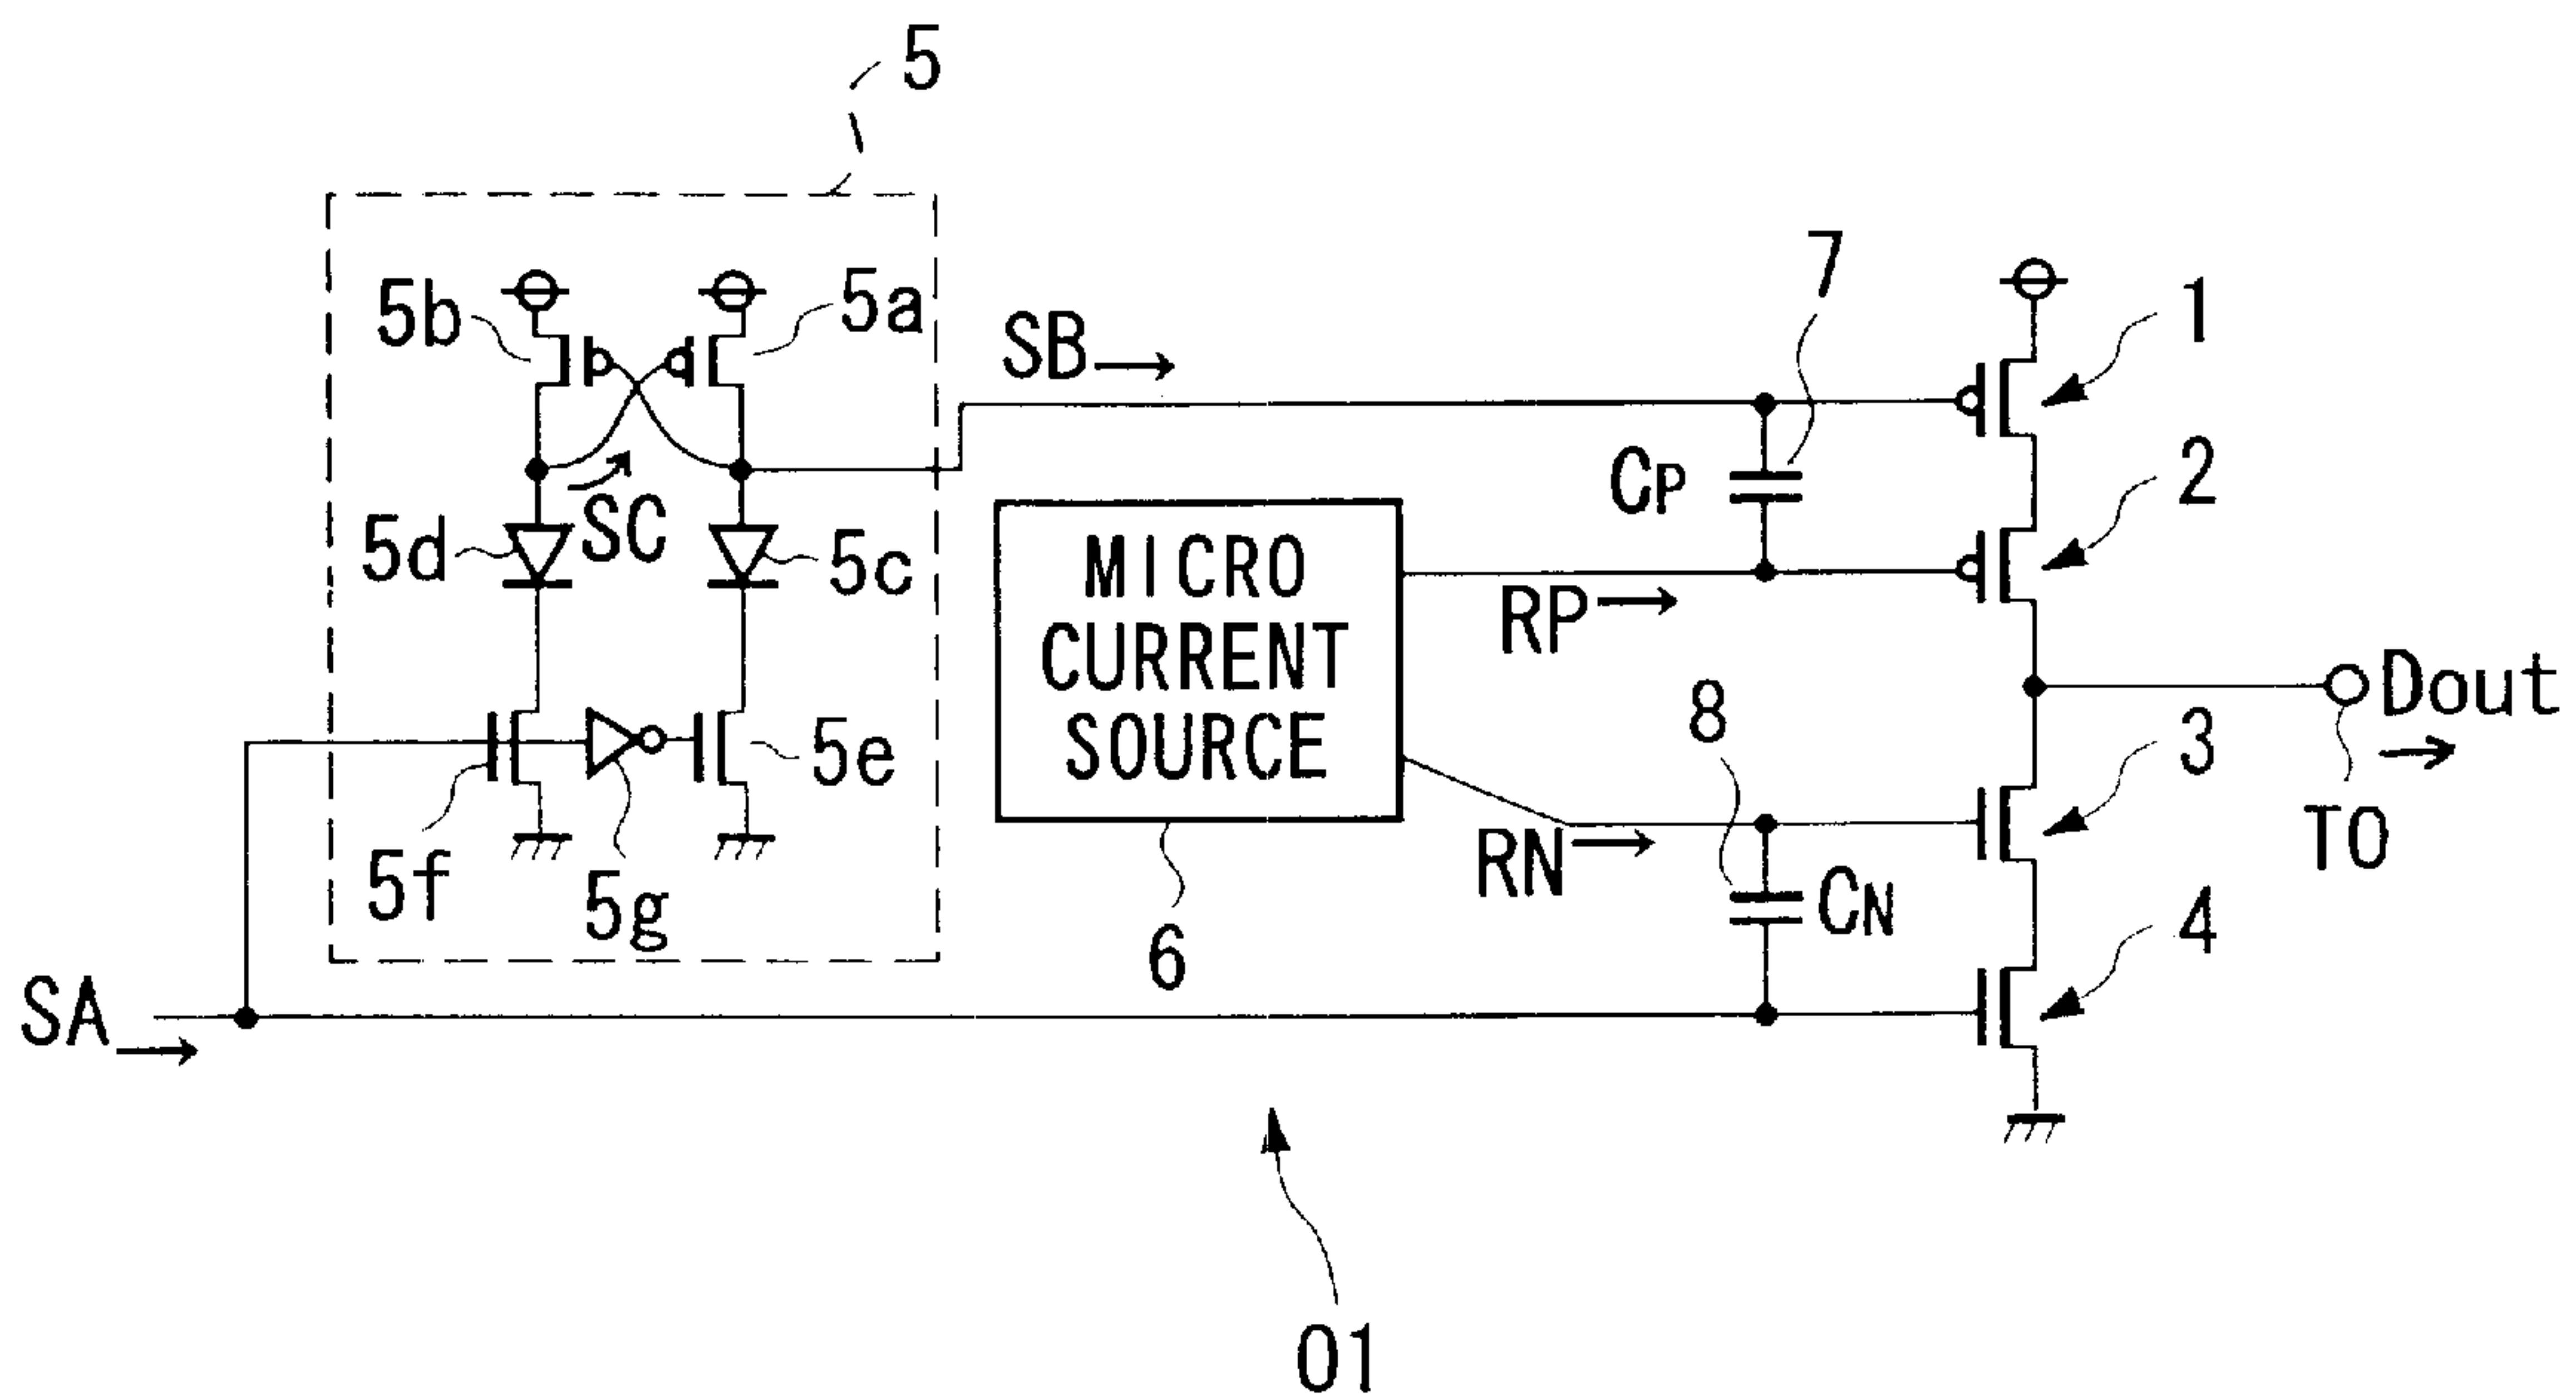 5
5b
5a
7
1
SB
CP
2
5d
SC
5c
MICRO
CURRENT
SOURCE
RP
Dout
8
3
5e
TO
RN
5f
5g
CN
4
6
SA
01